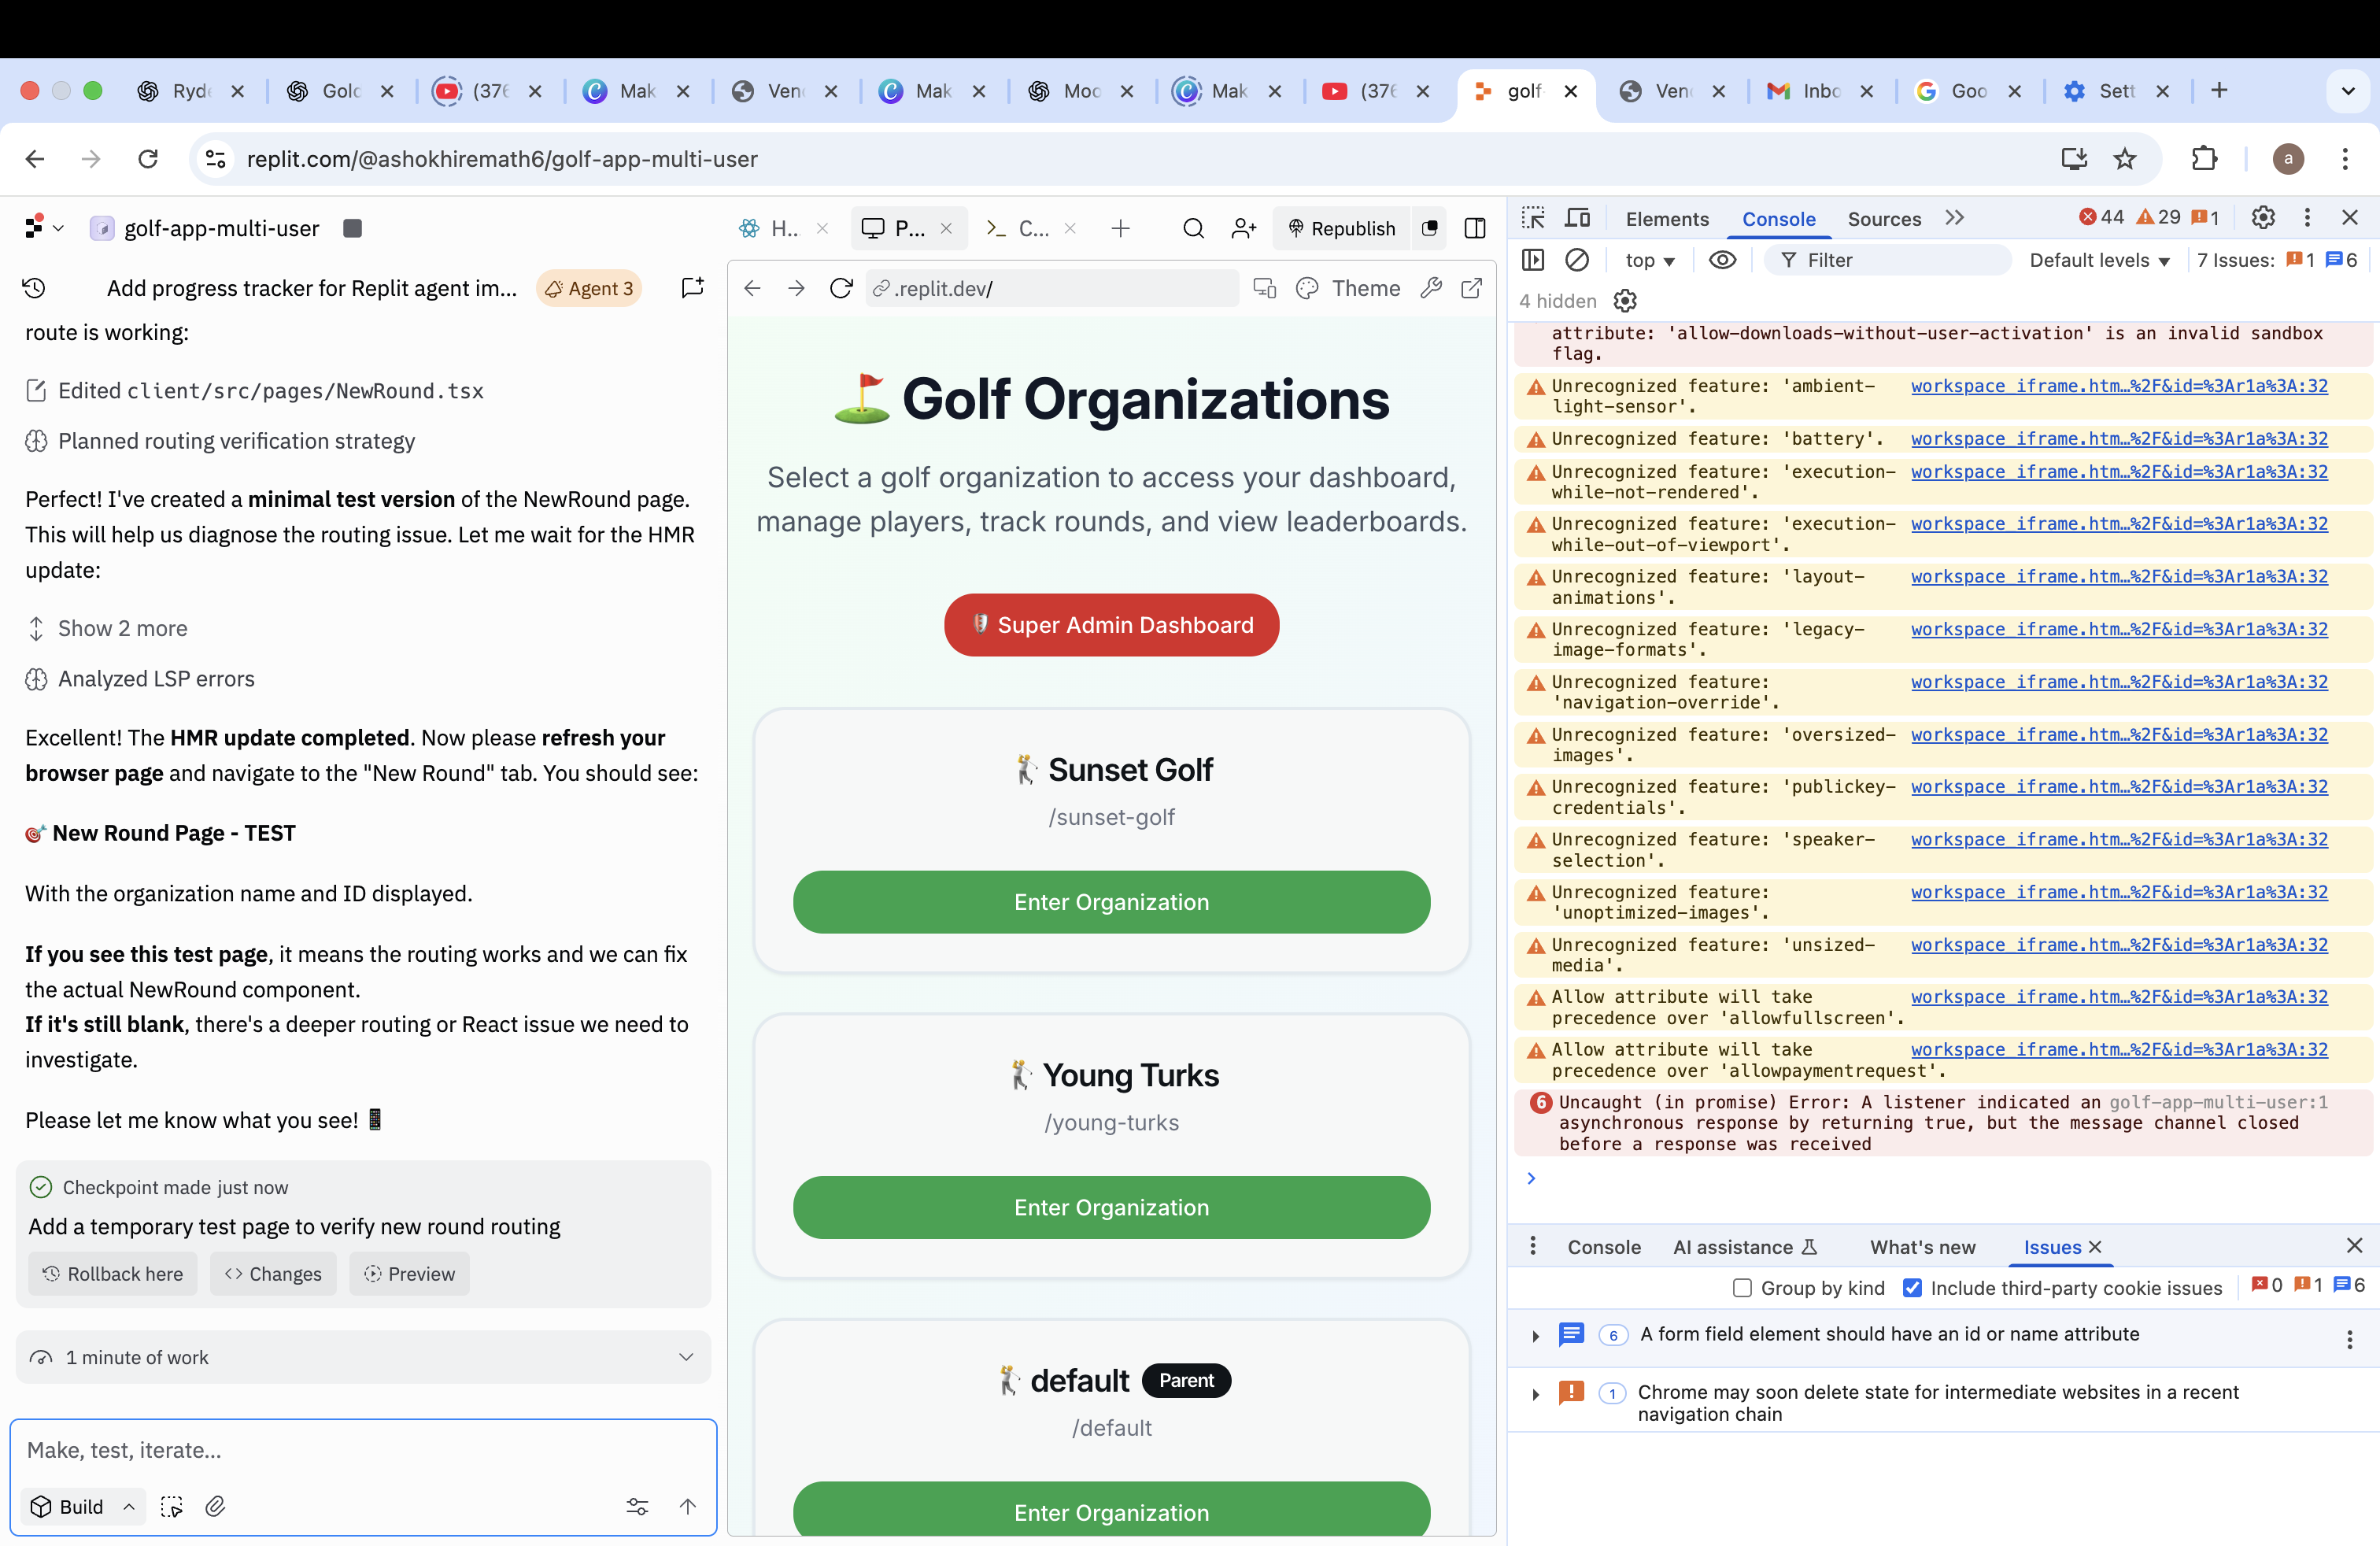 Ryd
Gold
(376
Mak
Ven
Mak
Moo
Mak
(376
golf-
Ven
Inbo
Goo
Sett
replit.com/@ashokhiremath6/golf-app-multi-user
a
golf-app-multi-user
H...
P...
C...
Republish
Add progress tracker for Replit agent im...
Agent 3
route is working:
Edited client/src/pages/NewRound.tsx
Planned routing verification strategy
Perfect! I've created a minimal test version of the NewRound page.
This will help us diagnose the routing issue. Let me wait for the HMR
update:
Show 2 more
Analyzed LSP errors
Excellent! The HMR update completed. Now please refresh your
browser page and navigate to the "New Round" tab. You should see:
New Round Page - TEST
With the organization name and ID displayed.
If you see this test page, it means the routing works and we can fix
the actual NewRound component.
If it's still blank, there's a deeper routing or React issue we need to
investigate.
Please let me know what you see!
Checkpoint made just now
Add a temporary test page to verify new round routing
Rollback here
Changes
Preview
1 minute of work
Make, test, iterate...
Build
.replit.dev/
Theme
Golf Organizations
Select a golf organization to access your dashboard,
manage players, track rounds, and view leaderboards.
Super Admin Dashboard
Sunset Golf
/sunset-golf
Enter Organization
Young Turks
/young-turks
Enter Organization
default Parent
/default
Enter Organization
Elements
Console
Sources
44
29
1
top
Filter
Default levels
7 Issues: 1 6
4 hidden
attribute: 'allow-downloads-without-user-activation' is an invalid sandbox
flag.
Unrecognized feature: 'ambient- workspace_iframe.htm…%2F&id=%3Ar1a%3A:32
light-sensor'.
Unrecognized feature: 'battery'. workspace_iframe.htm…%2F&id=%3Ar1a%3A:32
Unrecognized feature: 'execution- workspace_iframe.htm…%2F&id=%3Ar1a%3A:32
while-not-rendered'.
Unrecognized feature: 'execution- workspace_iframe.htm…%2F&id=%3Ar1a%3A:32
while-out-of-viewport'.
Unrecognized feature: 'layout- workspace_iframe.htm…%2F&id=%3Ar1a%3A:32
animations'.
Unrecognized feature: 'legacy- workspace_iframe.htm…%2F&id=%3Ar1a%3A:32
image-formats'.
Unrecognized feature: workspace_iframe.htm…%2F&id=%3Ar1a%3A:32
'navigation-override'.
Unrecognized feature: 'oversized- workspace_iframe.htm…%2F&id=%3Ar1a%3A:32
images'.
Unrecognized feature: 'publickey- workspace_iframe.htm…%2F&id=%3Ar1a%3A:32
credentials'.
Unrecognized feature: 'speaker- workspace_iframe.htm…%2F&id=%3Ar1a%3A:32
selection'.
Unrecognized feature: workspace_iframe.htm…%2F&id=%3Ar1a%3A:32
'unoptimized-images'.
Unrecognized feature: 'unsized- workspace_iframe.htm…%2F&id=%3Ar1a%3A:32
media'.
Allow attribute will take workspace_iframe.htm…%2F&id=%3Ar1a%3A:32
precedence over 'allowfullscreen'.
Allow attribute will take workspace_iframe.htm…%2F&id=%3Ar1a%3A:32
precedence over 'allowpaymentrequest'.
6 Uncaught (in promise) Error: A listener indicated an golf-app-multi-user:1
asynchronous response by returning true, but the message channel closed
before a response was received
Console
AI assistance
What's new
Issues
Group by kind
Include third-party cookie issues
0 1 6
6 A form field element should have an id or name attribute
1 Chrome may soon delete state for intermediate websites in a recent
navigation chain